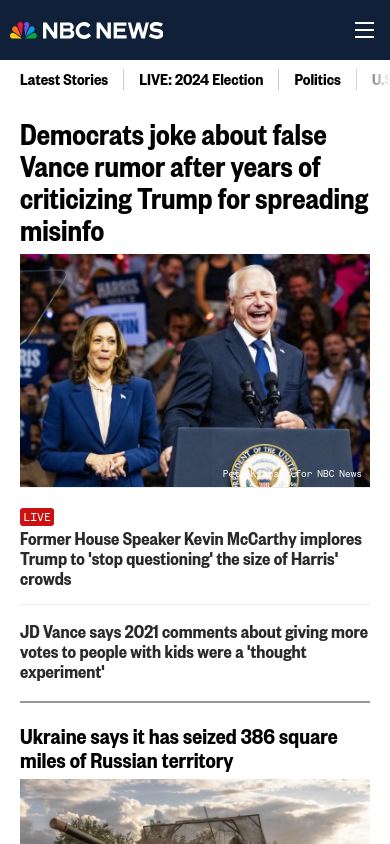 NBC NEWS
Latest Stories
LIVE: 2024 Election
Politics
Democrats joke about false
Vance rumor after years of
criticizing Trump for spreading
misinfo
for NBC News
LIVE
Former House Speaker Kevin McCarthy implores
Trump to 'stop questioning' the size of Harris'
crowds
JD Vance says 2021 comments about giving more
votes to people with kids were a 'thought
experiment'
Ukraine says it has seized 386 square
miles of Russian territory